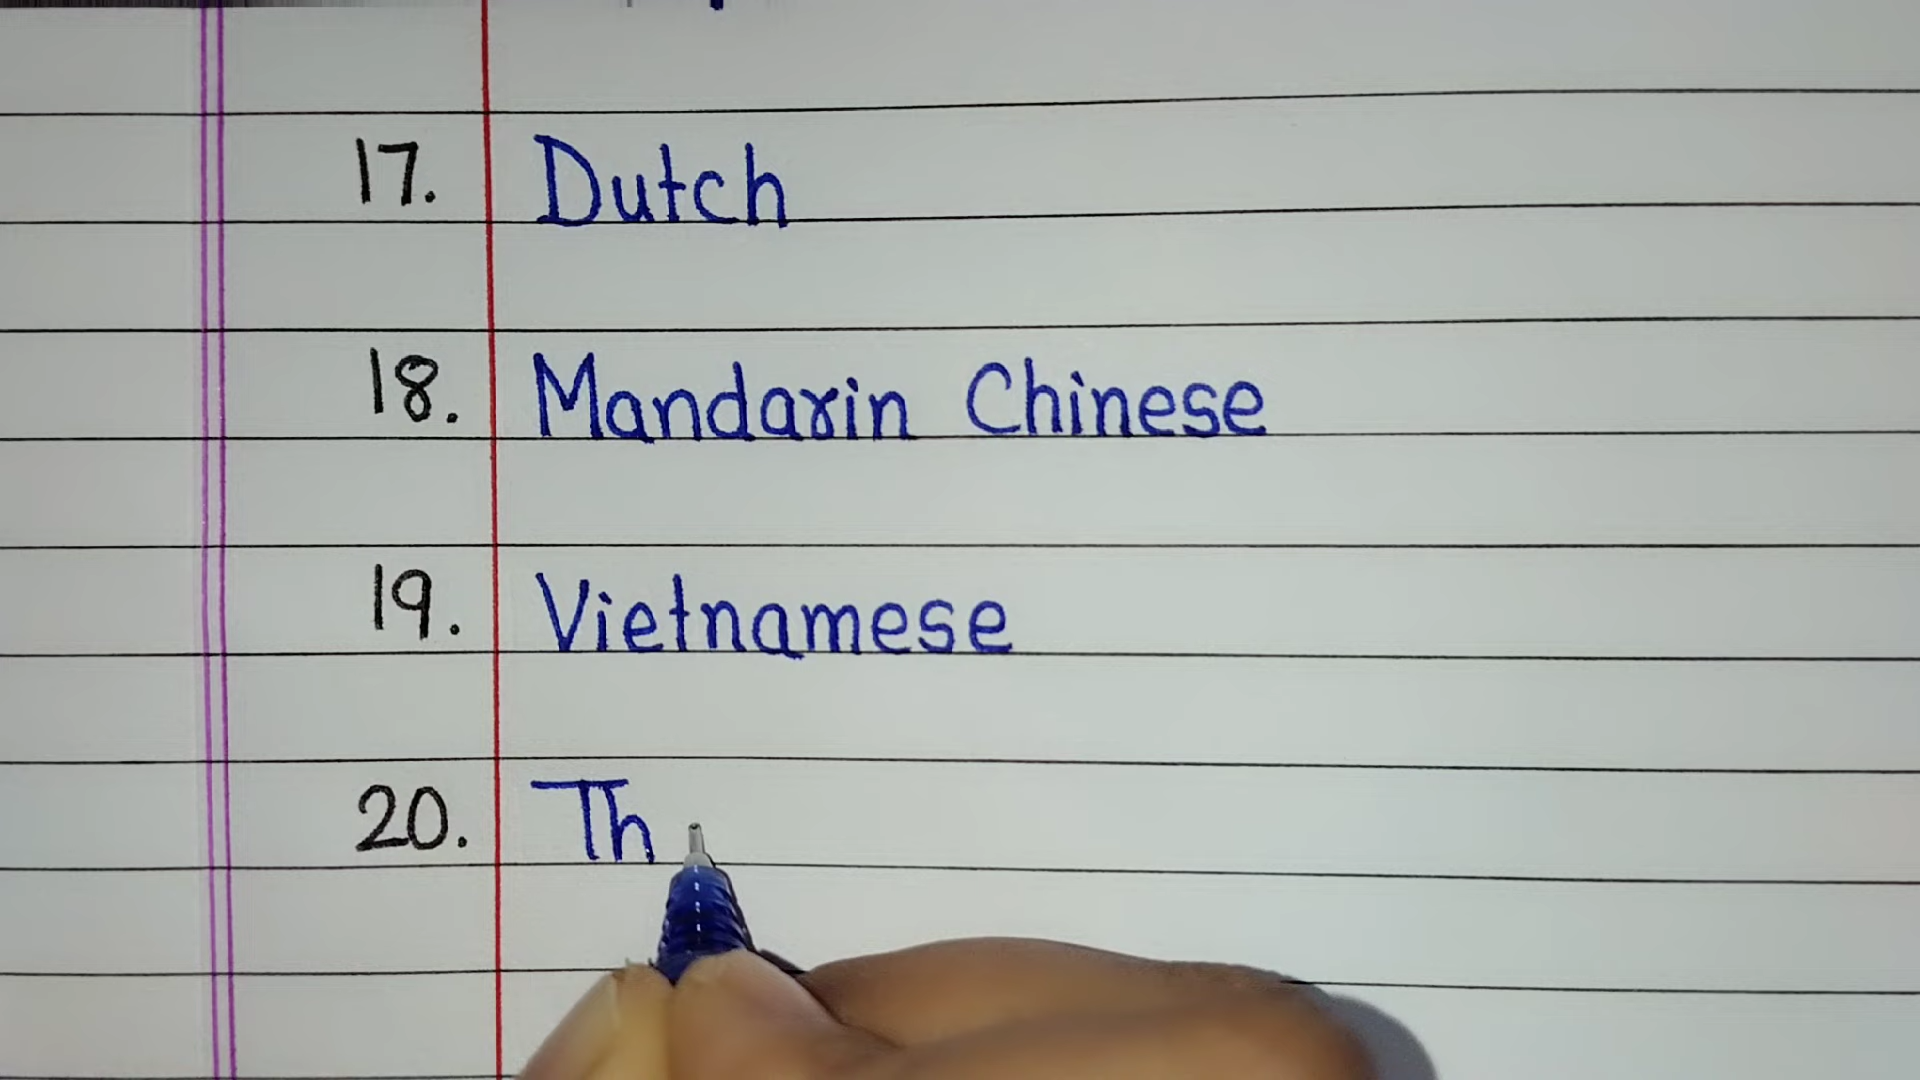 17. Dutch
18. Mandarin Chinese
19. Vietnamese
20. Th